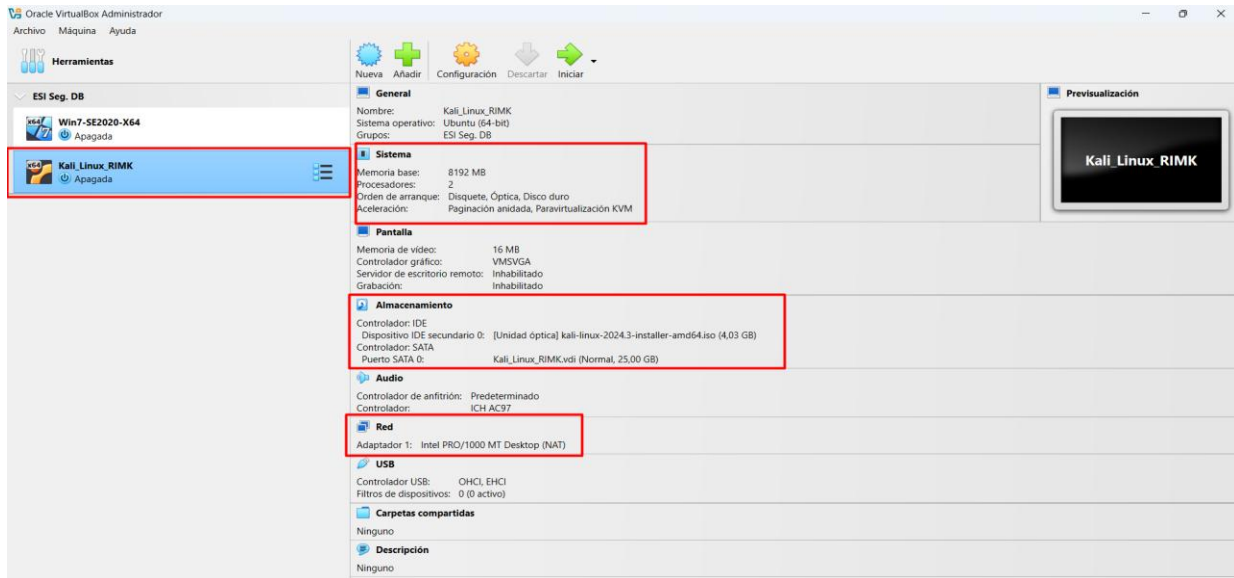 Oracle VirtualBox Administrador
Archivo Máquina Ayuda
Herramientas
Nueva Añadir Configuración Descartar Iniciar
ESI Seg. DB
x64
7
Win7-SE2020-X64
Apagada
x64
Kali_Linux_RIMK
Apagada
General
Nombre: Kali_Linux_RIMK
Sistema operativo: Ubuntu (64-bit)
Grupos: ESI Seg. DB
Sistema
Memoria base: 8192 MB
Procesadores: 2
Orden de arranque: Disquete, Óptica, Disco duro
Aceleración: Paginación anidada, Paravirtualización KVM
Pantalla
Memoria de vídeo: 16 MB
Controlador gráfico: VMSVGA
Servidor de escritorio remoto: Inhabilitado
Grabación: Inhabilitado
Almacenamiento
Controlador: IDE
Dispositivo IDE secundario 0: [Unidad óptica] kali-linux-2024.3-installer-amd64.iso (4,03 GB)
Controlador: SATA
Puerto SATA 0: Kali_Linux_RIMK.vdi (Normal, 25,00 GB)
Audio
Controlador de anfitrión: Predeterminado
Controlador: ICH AC97
Red
Adaptador 1: Intel PRO/1000 MT Desktop (NAT)
USB
Controlador USB: OHCI, EHCI
Filtros de dispositivos: 0 (0 activo)
Carpetas compartidas
Ninguno
Descripción
Ninguno
Previsualización
Kali_Linux_RIMK